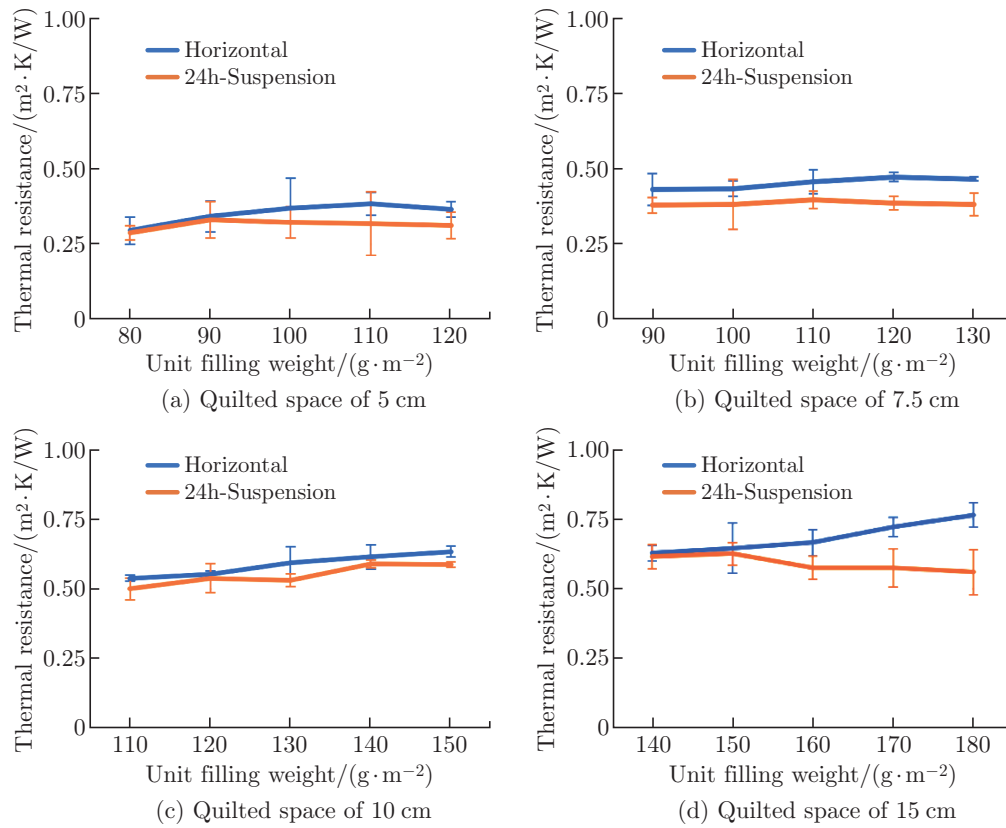 Thermal resistance/(m²·K/W)
1.00
0.75
0.50
0.25
0
Horizontal
24h-Suspension
80 90 100 110 120
Unit filling weight/(g·m⁻²)
(a) Quilted space of 5 cm
Thermal resistance/(m²·K/W)
1.00
0.75
0.50
0.25
0
Horizontal
24h-Suspension
90 100 110 120 130
Unit filling weight/(g·m⁻²)
(b) Quilted space of 7.5 cm
Thermal resistance/(m²·K/W)
1.00
0.75
0.50
0.25
0
Horizontal
24h-Suspension
110 120 130 140 150
Unit filling weight/(g·m⁻²)
(c) Quilted space of 10 cm
Thermal resistance/(m²·K/W)
1.00
0.75
0.50
0.25
0
Horizontal
24h-Suspension
140 150 160 170 180
Unit filling weight/(g·m⁻²)
(d) Quilted space of 15 cm